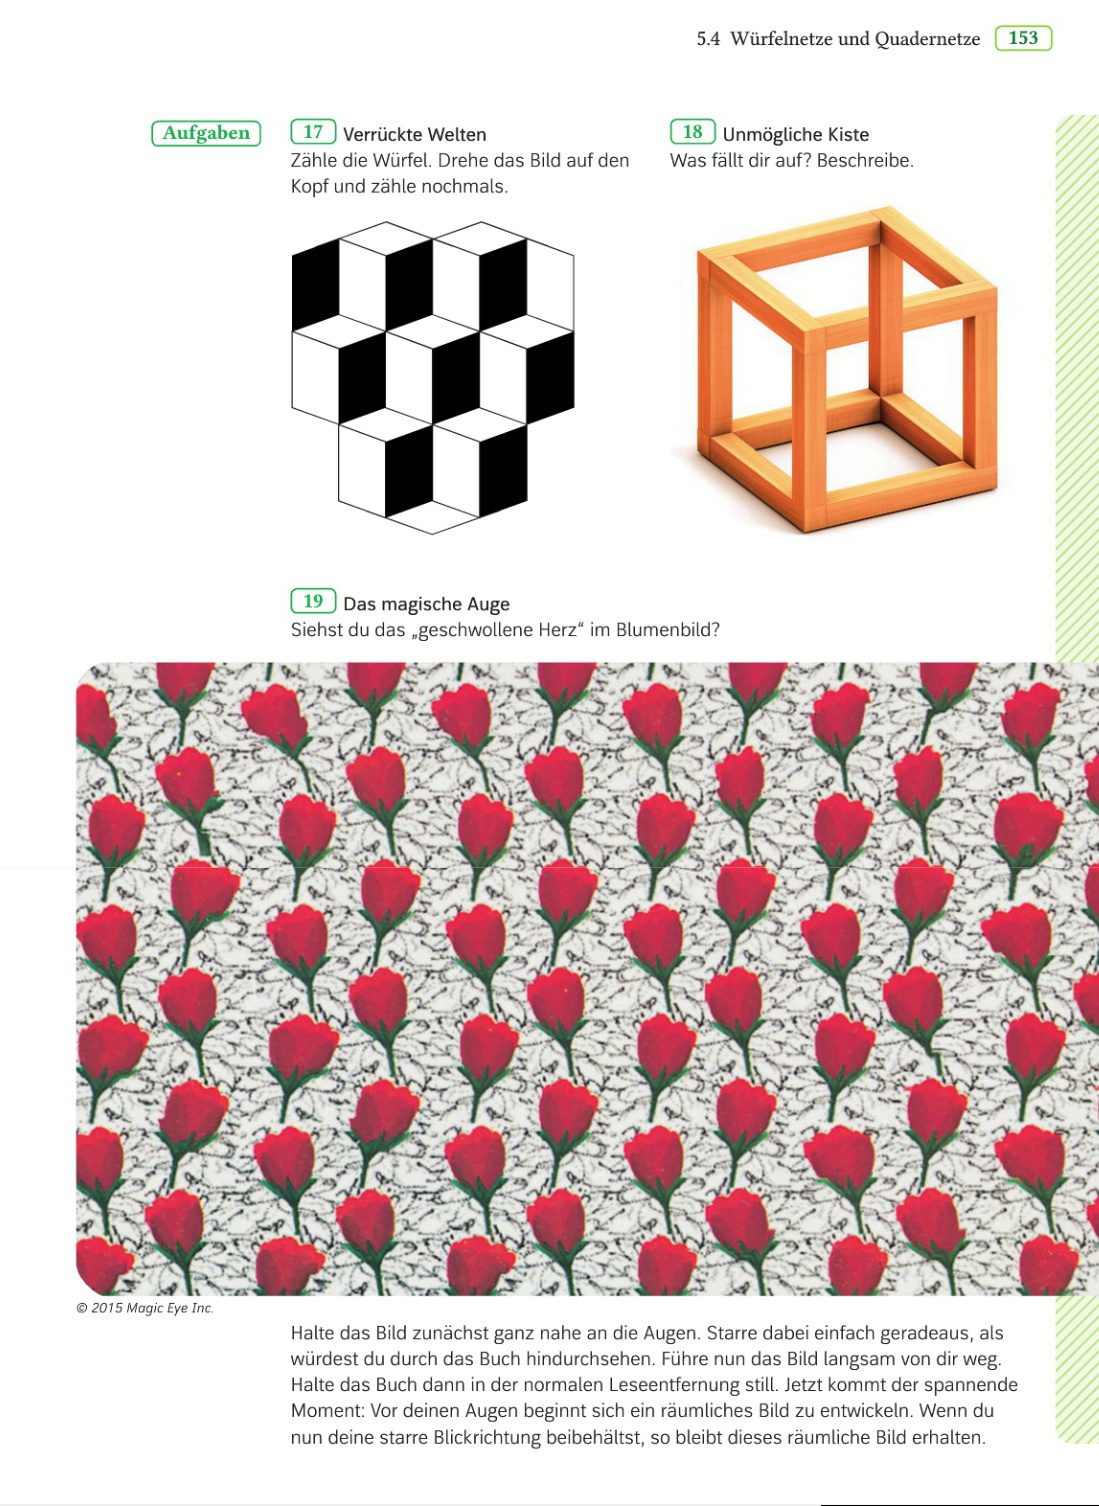 5.4 Würfelnetze und Quadernetze 153
Aufgaben
17 Verrückte Welten
Zähle die Würfel. Drehe das Bild auf den
Kopf und zähle nochmals.
18 Unmögliche Kiste
Was fällt dir auf? Beschreibe.
19 Das magische Auge
Siehst du das „geschwollene Herz“ im Blumenbild?
© 2015 Magic Eye Inc.
Halte das Bild zunächst ganz nahe an die Augen. Starre dabei einfach geradeaus, als
würdest du durch das Buch hindurchsehen. Führe nun das Bild langsam von dir weg.
Halte das Buch dann in der normalen Leseentfernung still. Jetzt kommt der spannende
Moment: Vor deinen Augen beginnt sich ein räumliches Bild zu entwickeln. Wenn du
nun deine starre Blickrichtung beibehältst, so bleibt dieses räumliche Bild erhalten.